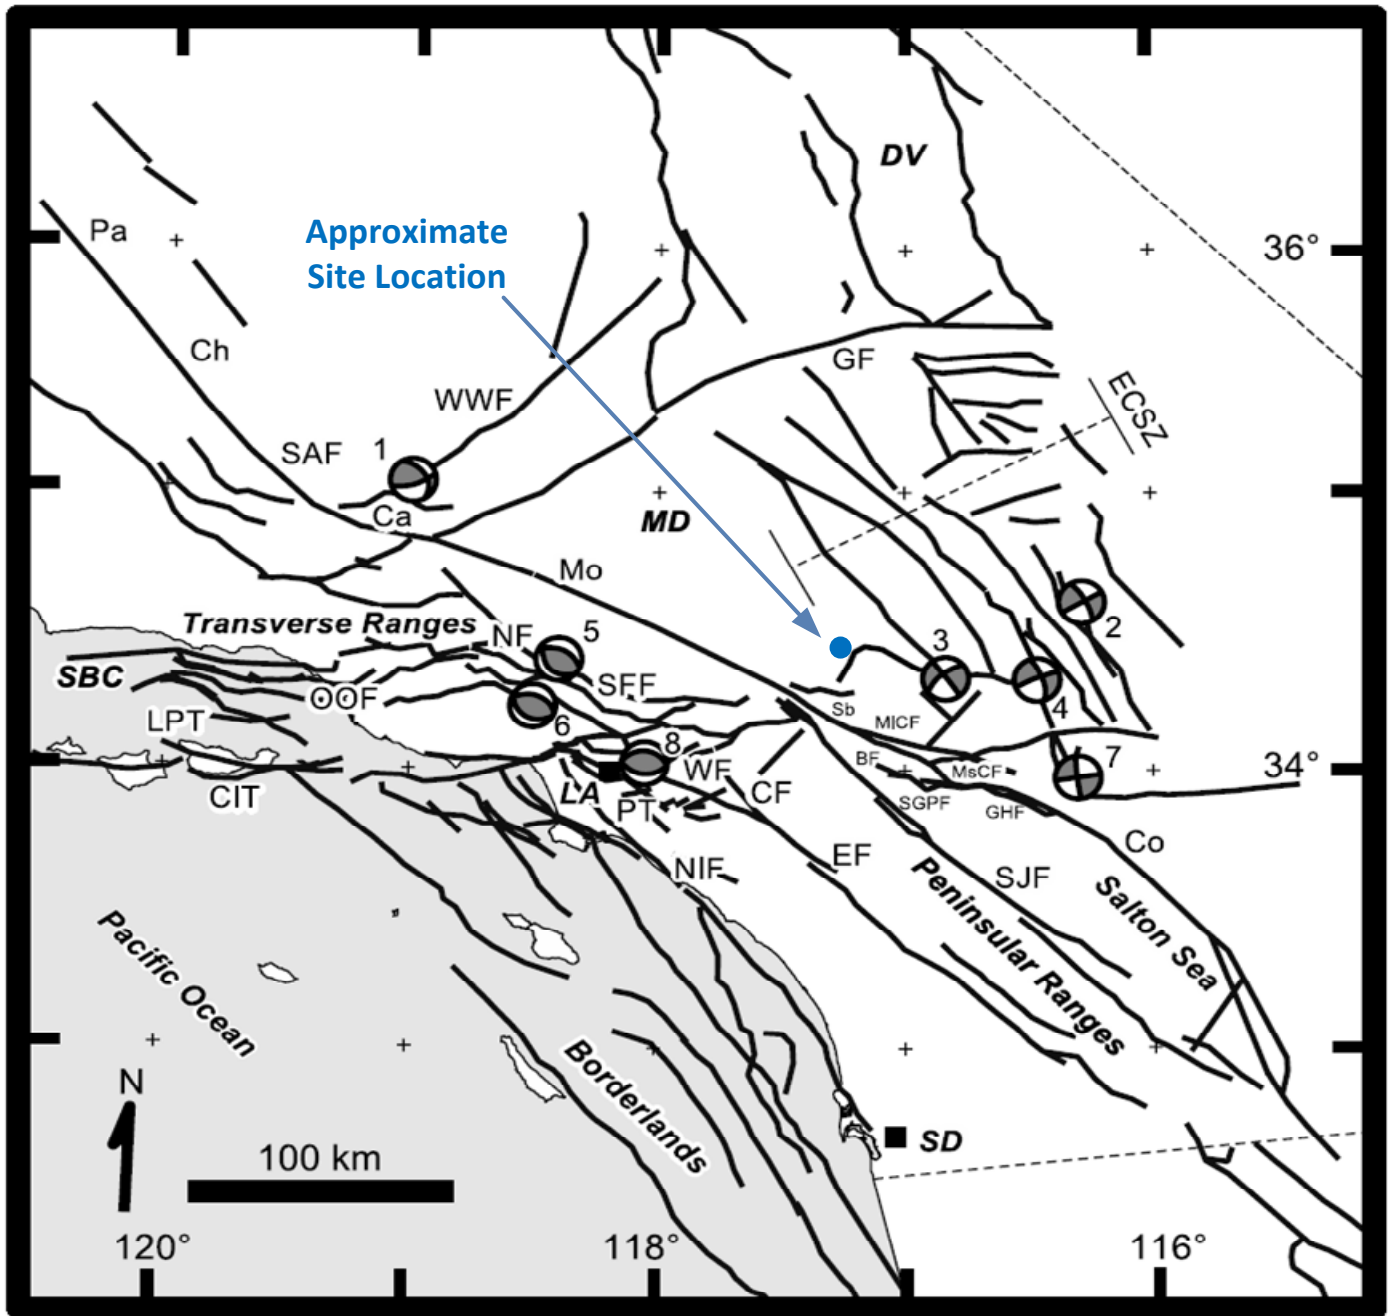 DV
Pa
Approximate
Site Location
36°
Ch
GF
WWF
ECSZ
SAF
1
Ca
MD
Mo
2
Transverse Ranges
NF
5
3
SBC
SFF
OOF
4
LPT
6
Sb
MICF
8
BF
MsCF
7
34°
WF
CIT
LA
PT
CF
SGPF
GHF
Co
EF
NIF
SJF
Peninsular Ranges
Salton Sea
Pacific Ocean
Borderlands
N
SD
100 km
120°
118°
116°